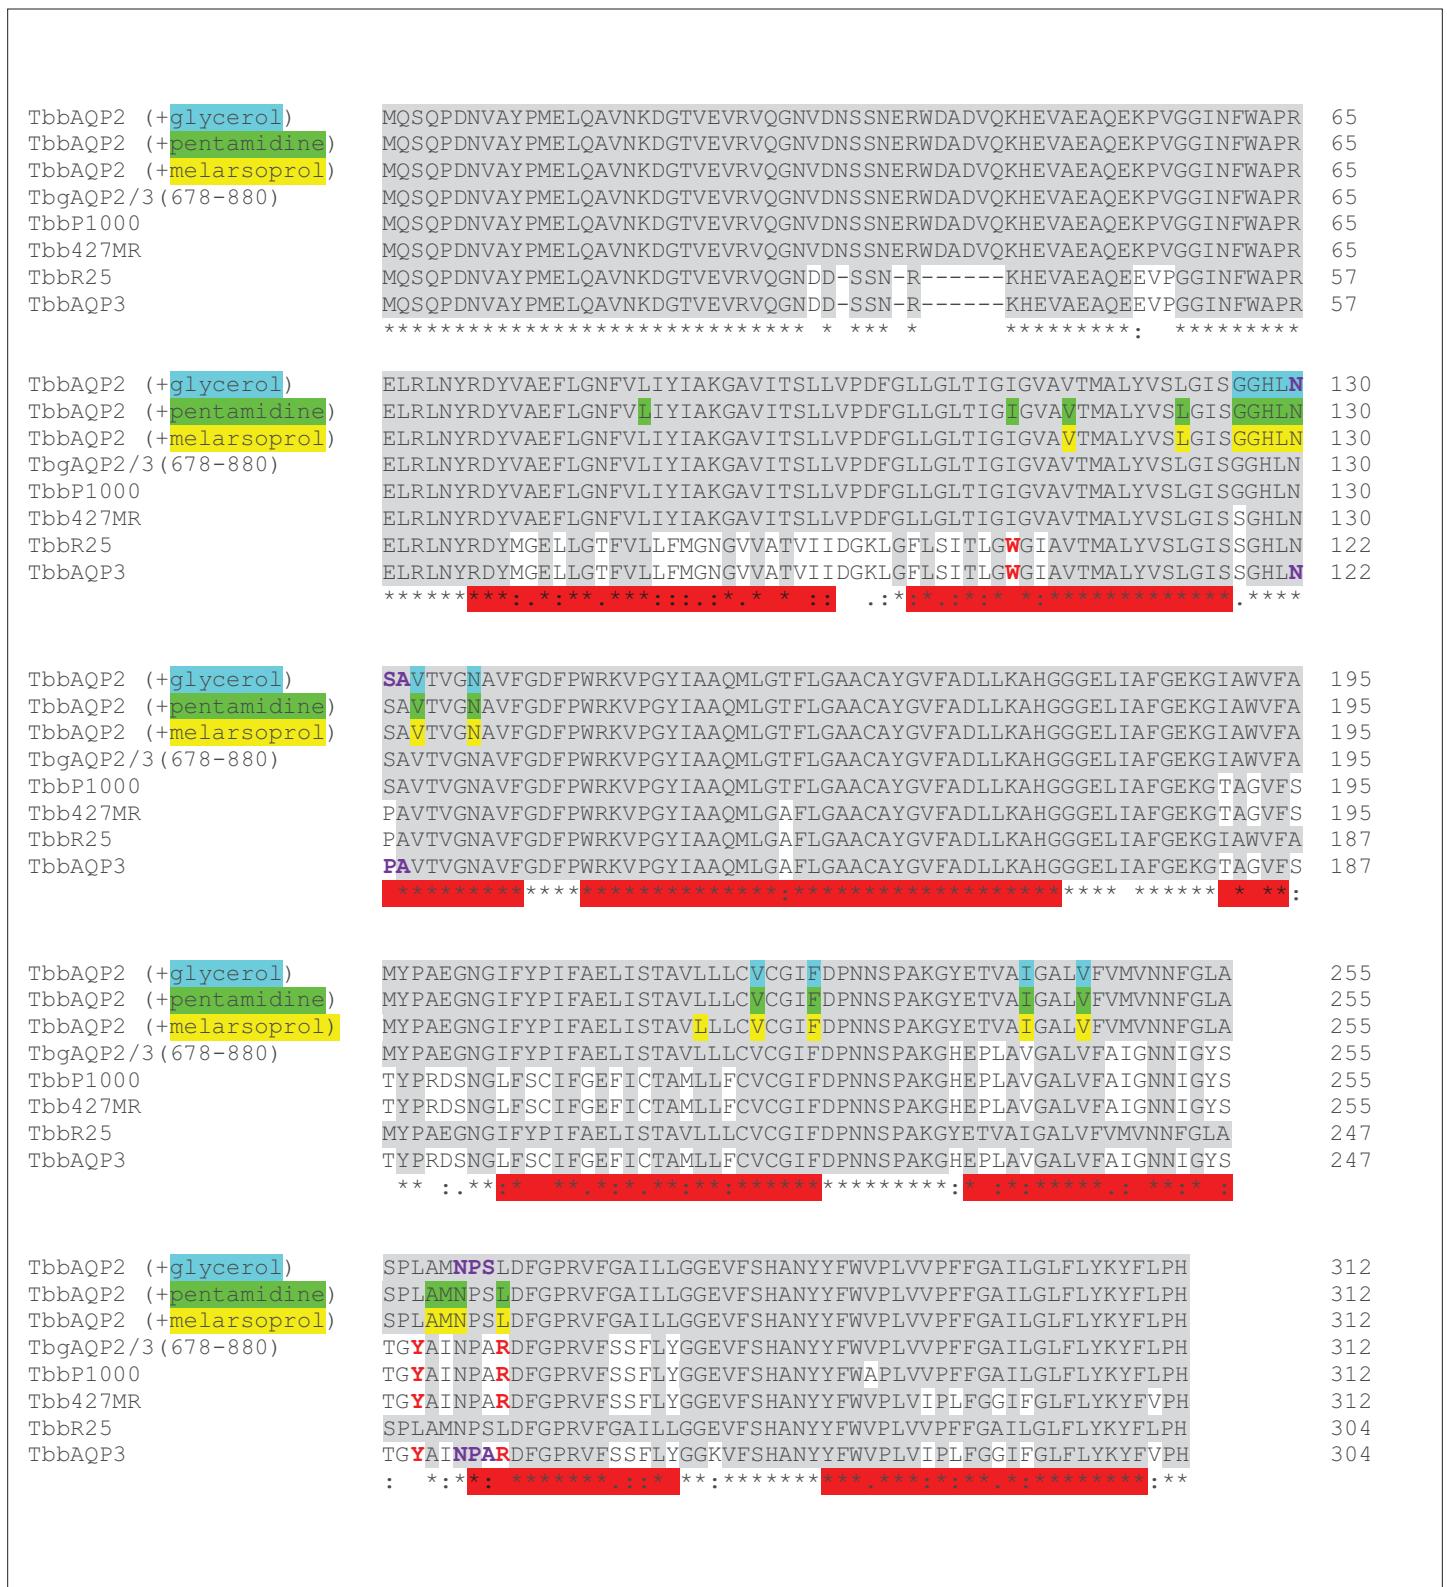 TbbAQP2 (+glycerol) MQSQPDNVAYPMELQAVNKDGTVEVRVQGNVDNSSNERWDADVQKHEVAEAQEKPVGGINFWAPR 65
TbbAQP2 (+pentamidine) MQSQPDNVAYPMELQAVNKDGTVEVRVQGNVDNSSNERWDADVQKHEVAEAQEKPVGGINFWAPR 65
TbbAQP2 (+melarsoprol) MQSQPDNVAYPMELQAVNKDGTVEVRVQGNVDNSSNERWDADVQKHEVAEAQEKPVGGINFWAPR 65
TbgAQP2/3(678-880) MQSQPDNVAYPMELQAVNKDGTVEVRVQGNVDNSSNERWDADVQKHEVAEAQEKPVGGINFWAPR 65
TbbP1000 MQSQPDNVAYPMELQAVNKDGTVEVRVQGNVDNSSNERWDADVQKHEVAEAQEKPVGGINFWAPR 65
Tbb427MR MQSQPDNVAYPMELQAVNKDGTVEVRVQGNVDNSSNERWDADVQKHEVAEAQEKPVGGINFWAPR 65
TbbR25 MQSQPDNVAYPMELQAVNKDGTVEVRVQGNDD-SSN-R------KHEVAEAQEEVPGGINFWAPR 57
TbbAQP3 MQSQPDNVAYPMELQAVNKDGTVEVRVQGNDD-SSN-R------KHEVAEAQEEVPGGINFWAPR 57
****************************** * *** *      *********:  *********
TbbAQP2 (+glycerol) ELRLNYRDYVAEFLGNFVLIYIAKGAVITSLLVPDFGLLGLTIGIGVAVTMALYVSLGISGGHLN 130
TbbAQP2 (+pentamidine) ELRLNYRDYVAEFLGNFVLIYIAKGAVITSLLVPDFGLLGLTIGIGVAVTMALYVSLGISGGHLN 130
TbbAQP2 (+melarsoprol) ELRLNYRDYVAEFLGNFVLIYIAKGAVITSLLVPDFGLLGLTIGIGVAVTMALYVSLGISGGHLN 130
TbgAQP2/3(678-880) ELRLNYRDYVAEFLGNFVLIYIAKGAVITSLLVPDFGLLGLTIGIGVAVTMALYVSLGISGGHLN 130
TbbP1000 ELRLNYRDYVAEFLGNFVLIYIAKGAVITSLLVPDFGLLGLTIGIGVAVTMALYVSLGISGGHLN 130
Tbb427MR ELRLNYRDYVAEFLGNFVLIYIAKGAVITSLLVPDFGLLGLTIGIGVAVTMALYVSLGISSGHLN 130
TbbR25 ELRLNYRDYMGELLGTFVLLFMGNGVVATVIIDGKLGFLSITLGWGIAVTMALYVSLGISSGHLN 122
TbbAQP3 ELRLNYRDYMGELLGTFVLLFMGNGVVATVIIDGKLGFLSITLGWGIAVTMALYVSLGISSGHLN 122
*********:.*:**.***:::.:*.* * ::  .:*:*.:*:* *:*************.****
TbbAQP2 (+glycerol) SAVTVGNAVFGDFPWRKVPGYIAAQMLGTFLGAACAYGVFADLLKAHGGGELIAFGEKGIAWVFA 195
TbbAQP2 (+pentamidine) SAVTVGNAVFGDFPWRKVPGYIAAQMLGTFLGAACAYGVFADLLKAHGGGELIAFGEKGIAWVFA 195
TbbAQP2 (+melarsoprol) SAVTVGNAVFGDFPWRKVPGYIAAQMLGTFLGAACAYGVFADLLKAHGGGELIAFGEKGIAWVFA 195
TbgAQP2/3(678-880) SAVTVGNAVFGDFPWRKVPGYIAAQMLGTFLGAACAYGVFADLLKAHGGGELIAFGEKGIAWVFA 195
TbbP1000 SAVTVGNAVFGDFPWRKVPGYIAAQMLGTFLGAACAYGVFADLLKAHGGGELIAFGEKGTAGVFS 195
Tbb427MR PAVTVGNAVFGDFPWRKVPGYIAAQMLGAFLGAACAYGVFADLLKAHGGGELIAFGEKGTAGVFS 195
TbbR25 PAVTVGNAVFGDFPWRKVPGYIAAQMLGAFLGAACAYGVFADLLKAHGGGELIAFGEKGIAWVFA 187
TbbAQP3 PAVTVGNAVFGDFPWRKVPGYIAAQMLGAFLGAACAYGVFADLLKAHGGGELIAFGEKGTAGVFS 187
***************************:******************** ****** * **:
TbbAQP2 (+glycerol) MYPAEGNGIFYPIFAELISTAVLLLCVCGIFDPNNSPAKGYETVAIGALVFVMVNNFGLA 255
TbbAQP2 (+pentamidine) MYPAEGNGIFYPIFAELISTAVLLLCVCGIFDPNNSPAKGYETVAIGALVFVMVNNFGLA 255
TbbAQP2 (+melarsoprol) MYPAEGNGIFYPIFAELISTAVLLLCVCGIFDPNNSPAKGYETVAIGALVFVMVNNFGLA 255
TbgAQP2/3(678-880) MYPAEGNGIFYPIFAELISTAVLLLCVCGIFDPNNSPAKGHEPLAVGALVFAIGNNIGYS 255
TbbP1000 TYPRDSNGLFSCIFGEFICTAMLLFCVCGIFDPNNSPAKGHEPLAVGALVFAIGNNIGYS 255
Tbb427MR TYPRDSNGLFSCIFGEFICTAMLLFCVCGIFDPNNSPAKGHEPLAVGALVFAIGNNIGYS 255
TbbR25 MYPAEGNGIFYPIFAELISTAVLLLCVCGIFDPNNSPAKGYETVAIGALVFVMVNNFGLA 247
TbbAQP3 TYPRDSNGLFSCIFGEFICTAMLLFCVCGIFDPNNSPAKGHEPLAVGALVFAIGNNIGYS 247
** :.**:*  **.*:*.**:**:***************:* :*:*****.: **:* :
TbbAQP2 (+glycerol) SPLAMNPSLDFGPRVFGAILLGGEVFSHANYYFWVPLVVPFFGAILGLFLYKYFLPH 312
TbbAQP2 (+pentamidine) SPLAMNPSLDFGPRVFGAILLGGEVFSHANYYFWVPLVVPFFGAILGLFLYKYFLPH 312
TbbAQP2 (+melarsoprol) SPLAMNPSLDFGPRVFGAILLGGEVFSHANYYFWVPLVVPFFGAILGLFLYKYFLPH 312
TbgAQP2/3(678-880) TGYAINPARDFGPRVFSSFLYGGEVFSHANYYFWVPLVVPFFGAILGLFLYKYFLPH 312
TbbP1000 TGYAINPARDFGPRVFSSFLYGGEVFSHANYYFWAPLVVPFFGAILGLFLYKYFLPH 312
Tbb427MR TGYAINPARDFGPRVFSSFLYGGEVFSHANYYFWVPLVIPLFGGIFGLFLYKYFVPH 312
TbbR25 SPLAMNPSLDFGPRVFGAILLGGEVFSHANYYFWVPLVVPFFGAILGLFLYKYFLPH 304
TbbAQP3 TGYAINPARDFGPRVFSSFLYGGKVFSHANYYFWVPLVIPLFGGIFGLFLYKYFVPH 304
:  *:**: *******.::* **:**********.***:*:**.*:********:**